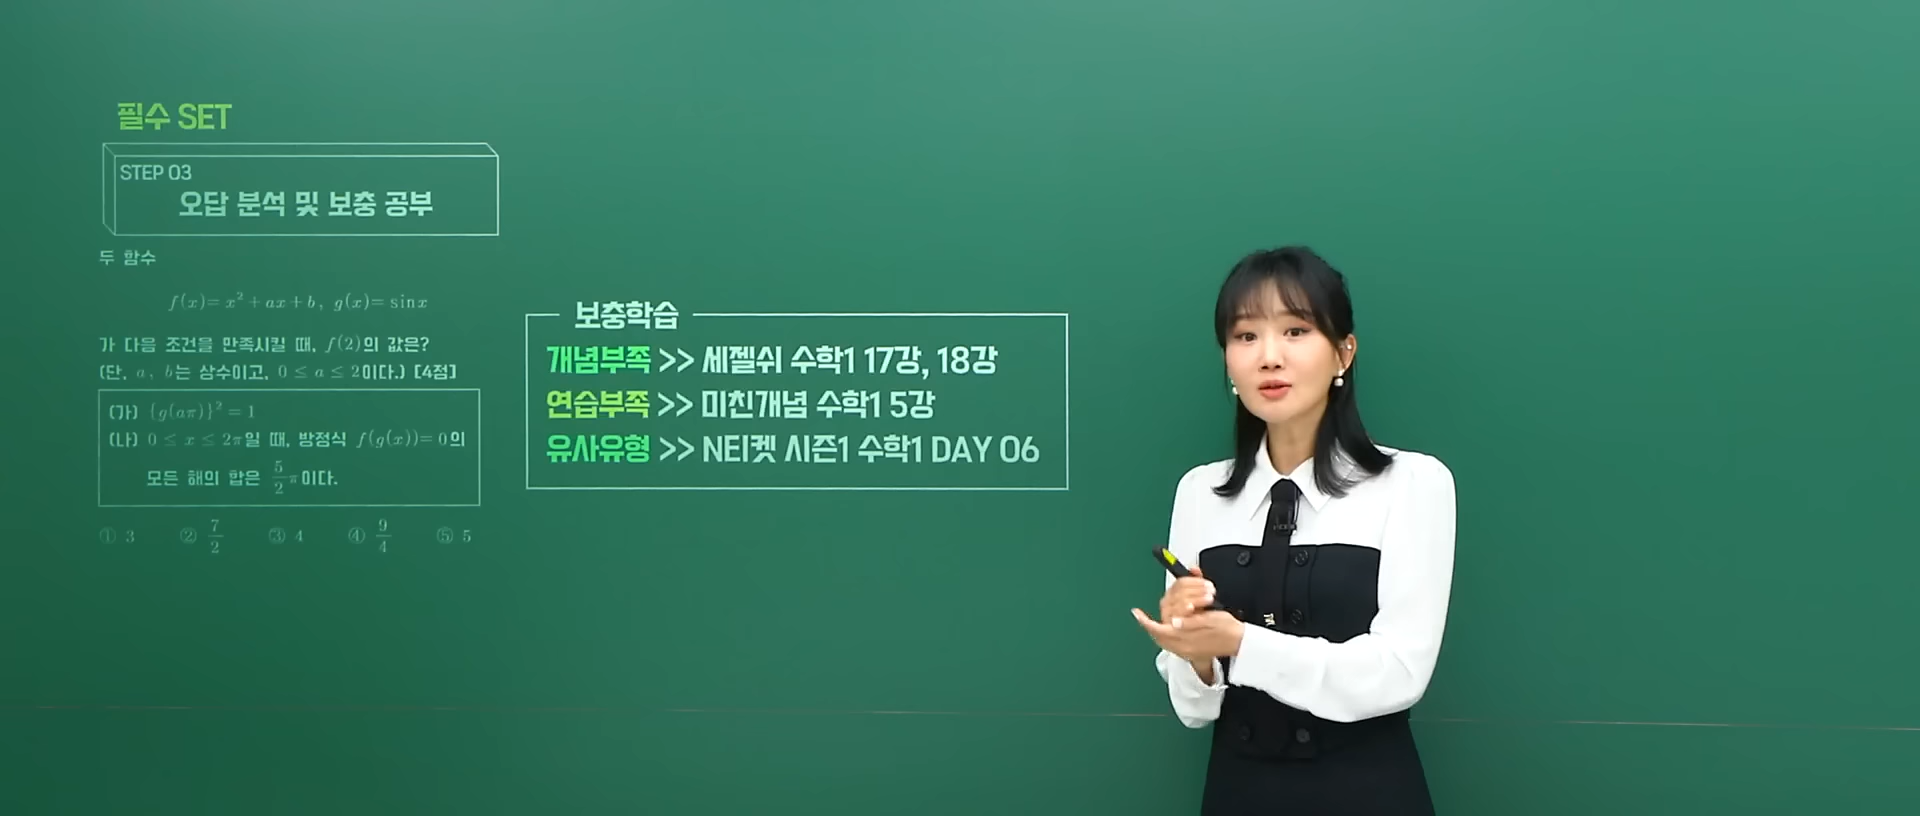 필수 SET
STEP 03
오답 분석 및 보충 공부
두 함수
f(x)= x² + ax + b, g(x)= sinx
가 다음 조건을 만족시킬 때, f(2)의 값은?
(단, a, b는 상수이고, 0 ≤ a ≤ 2이다.) [4점]
(가) {g(aπ)}² = 1
(나) 0 ≤ x ≤ 2π일 때, 방정식 f(g(x))= 0의
모든 해의 합은 5/2 π이다.
① 3 ② 7/2 ③ 4 ④ 9/4 ⑤ 5
보충학습
개념부족 >> 세젤쉬 수학1 17강, 18강
연습부족 >> 미친개념 수학1 5강
유사유형 >> N티켓 시즌1 수학1 DAY 06